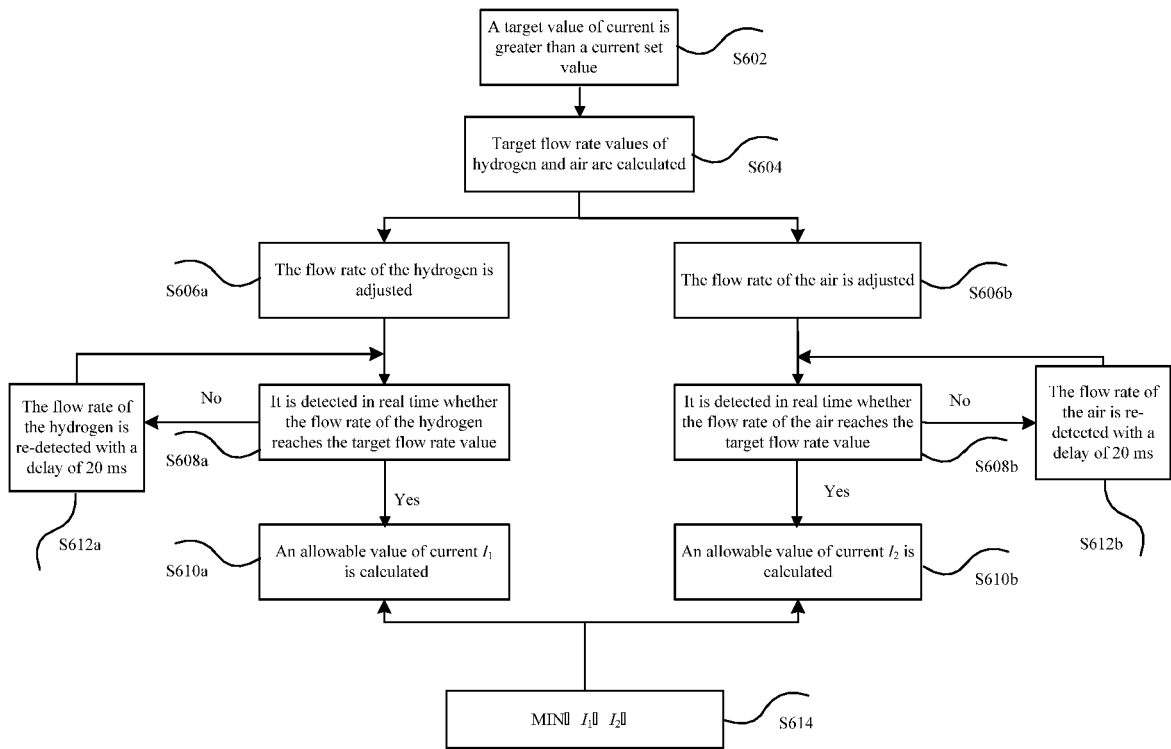 A target value of current is
greater than a current set
value
S602
Target flow rate values of
hydrogen and air are calculated
S604
The flow rate of the hydrogen is
adjusted
S606a
The flow rate of the air is adjusted
S606b
The flow rate of
the hydrogen is
re-detected with a
delay of 20 ms
S612a
No
It is detected in real time whether
the flow rate of the hydrogen
reaches the target flow rate value
S608a
Yes
It is detected in real time whether
the flow rate of the air reaches the
target flow rate value
S608b
No
Yes
The flow rate of
the air is re-
detected with a
delay of 20 ms
S612b
An allowable value of current I₁
is calculated
S610a
An allowable value of current I₂ is
calculated
S610b
MIN I₁ I₂
S614